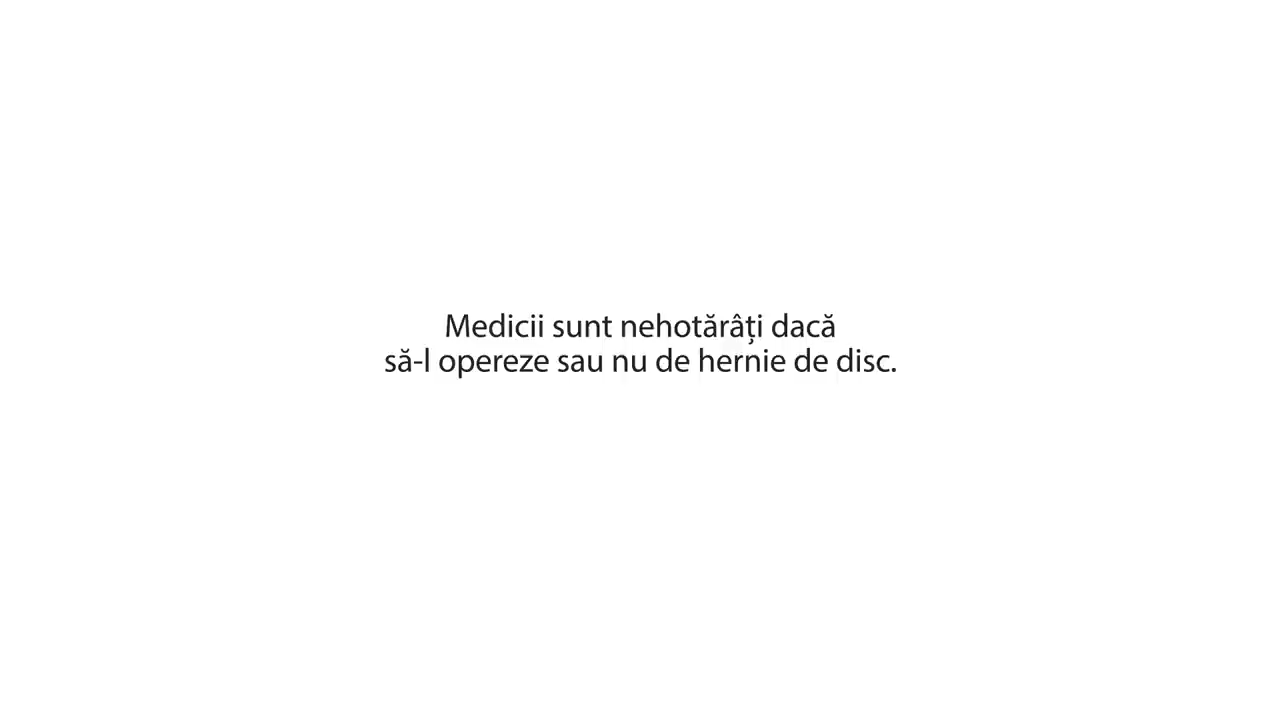 Medicii sunt nehotărâți dacă
să-l opereze sau nu de hernie de disc.